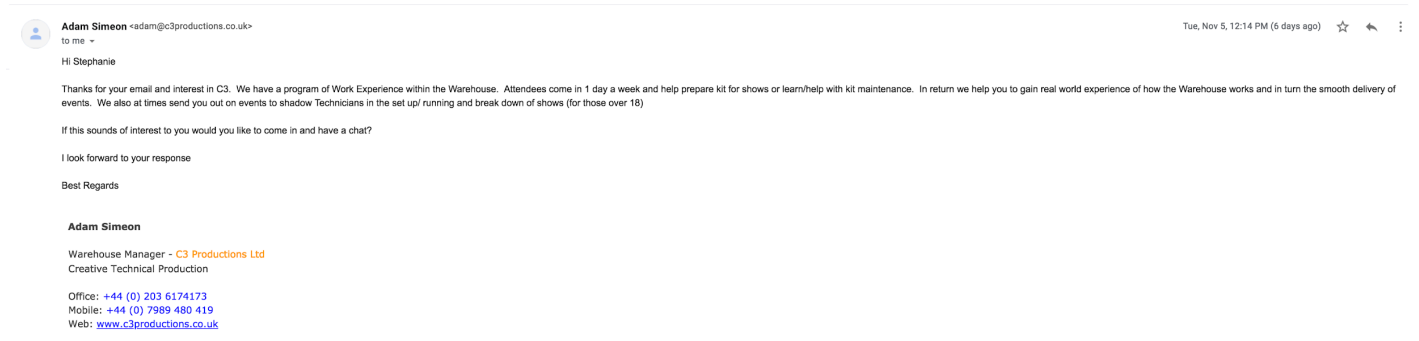 Adam Simeon <adam@c3productions.co.uk>
Tue, Nov 5, 12:14 PM (6 days ago)
to me
Hi Stephanie
Thanks for your email and interest in C3. We have a program of Work Experience within the Warehouse. Attendees come in 1 day a week and help prepare kit for shows or learn/help with kit maintenance. In return we help you to gain real world experience of how the Warehouse works and in turn the smooth delivery of
events. We also at times send you out on events to shadow Technicians in the set up/ running and break down of shows (for those over 18)
If this sounds of interest to you would you like to come in and have a chat?
I look forward to your response
Best Regards
Adam Simeon
Warehouse Manager - C3 Productions Ltd
Creative Technical Production
Office: +44 (0) 203 6174173
Mobile: +44 (0) 7989 480 419
Web: www.c3productions.co.uk